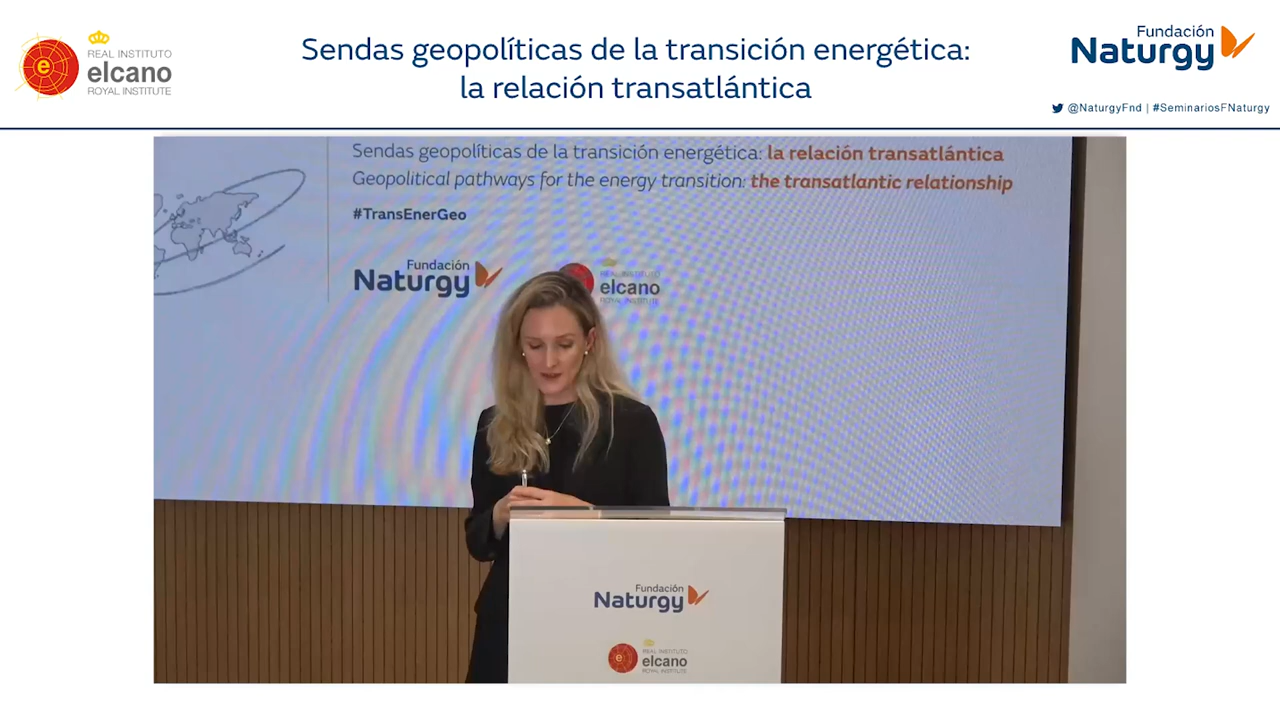 REAL INSTITUTO
elcano
ROYAL INSTITUTE
Sendas geopolíticas de la transición energética:
la relación transatlántica
Fundación
Naturgy
@NaturgyFnd | #SeminariosFNaturgy
Sendas geopolíticas de la transición energética: la relación transatlántica
Geopolitical pathways for the energy transition: the transatlantic relationship
#TransEnerGeo
Fundación
Naturgy
REAL INSTITUTO
elcano
ROYAL INSTITUTE
Fundación
Naturgy
e
REAL INSTITUTO
elcano
ROYAL INSTITUTE